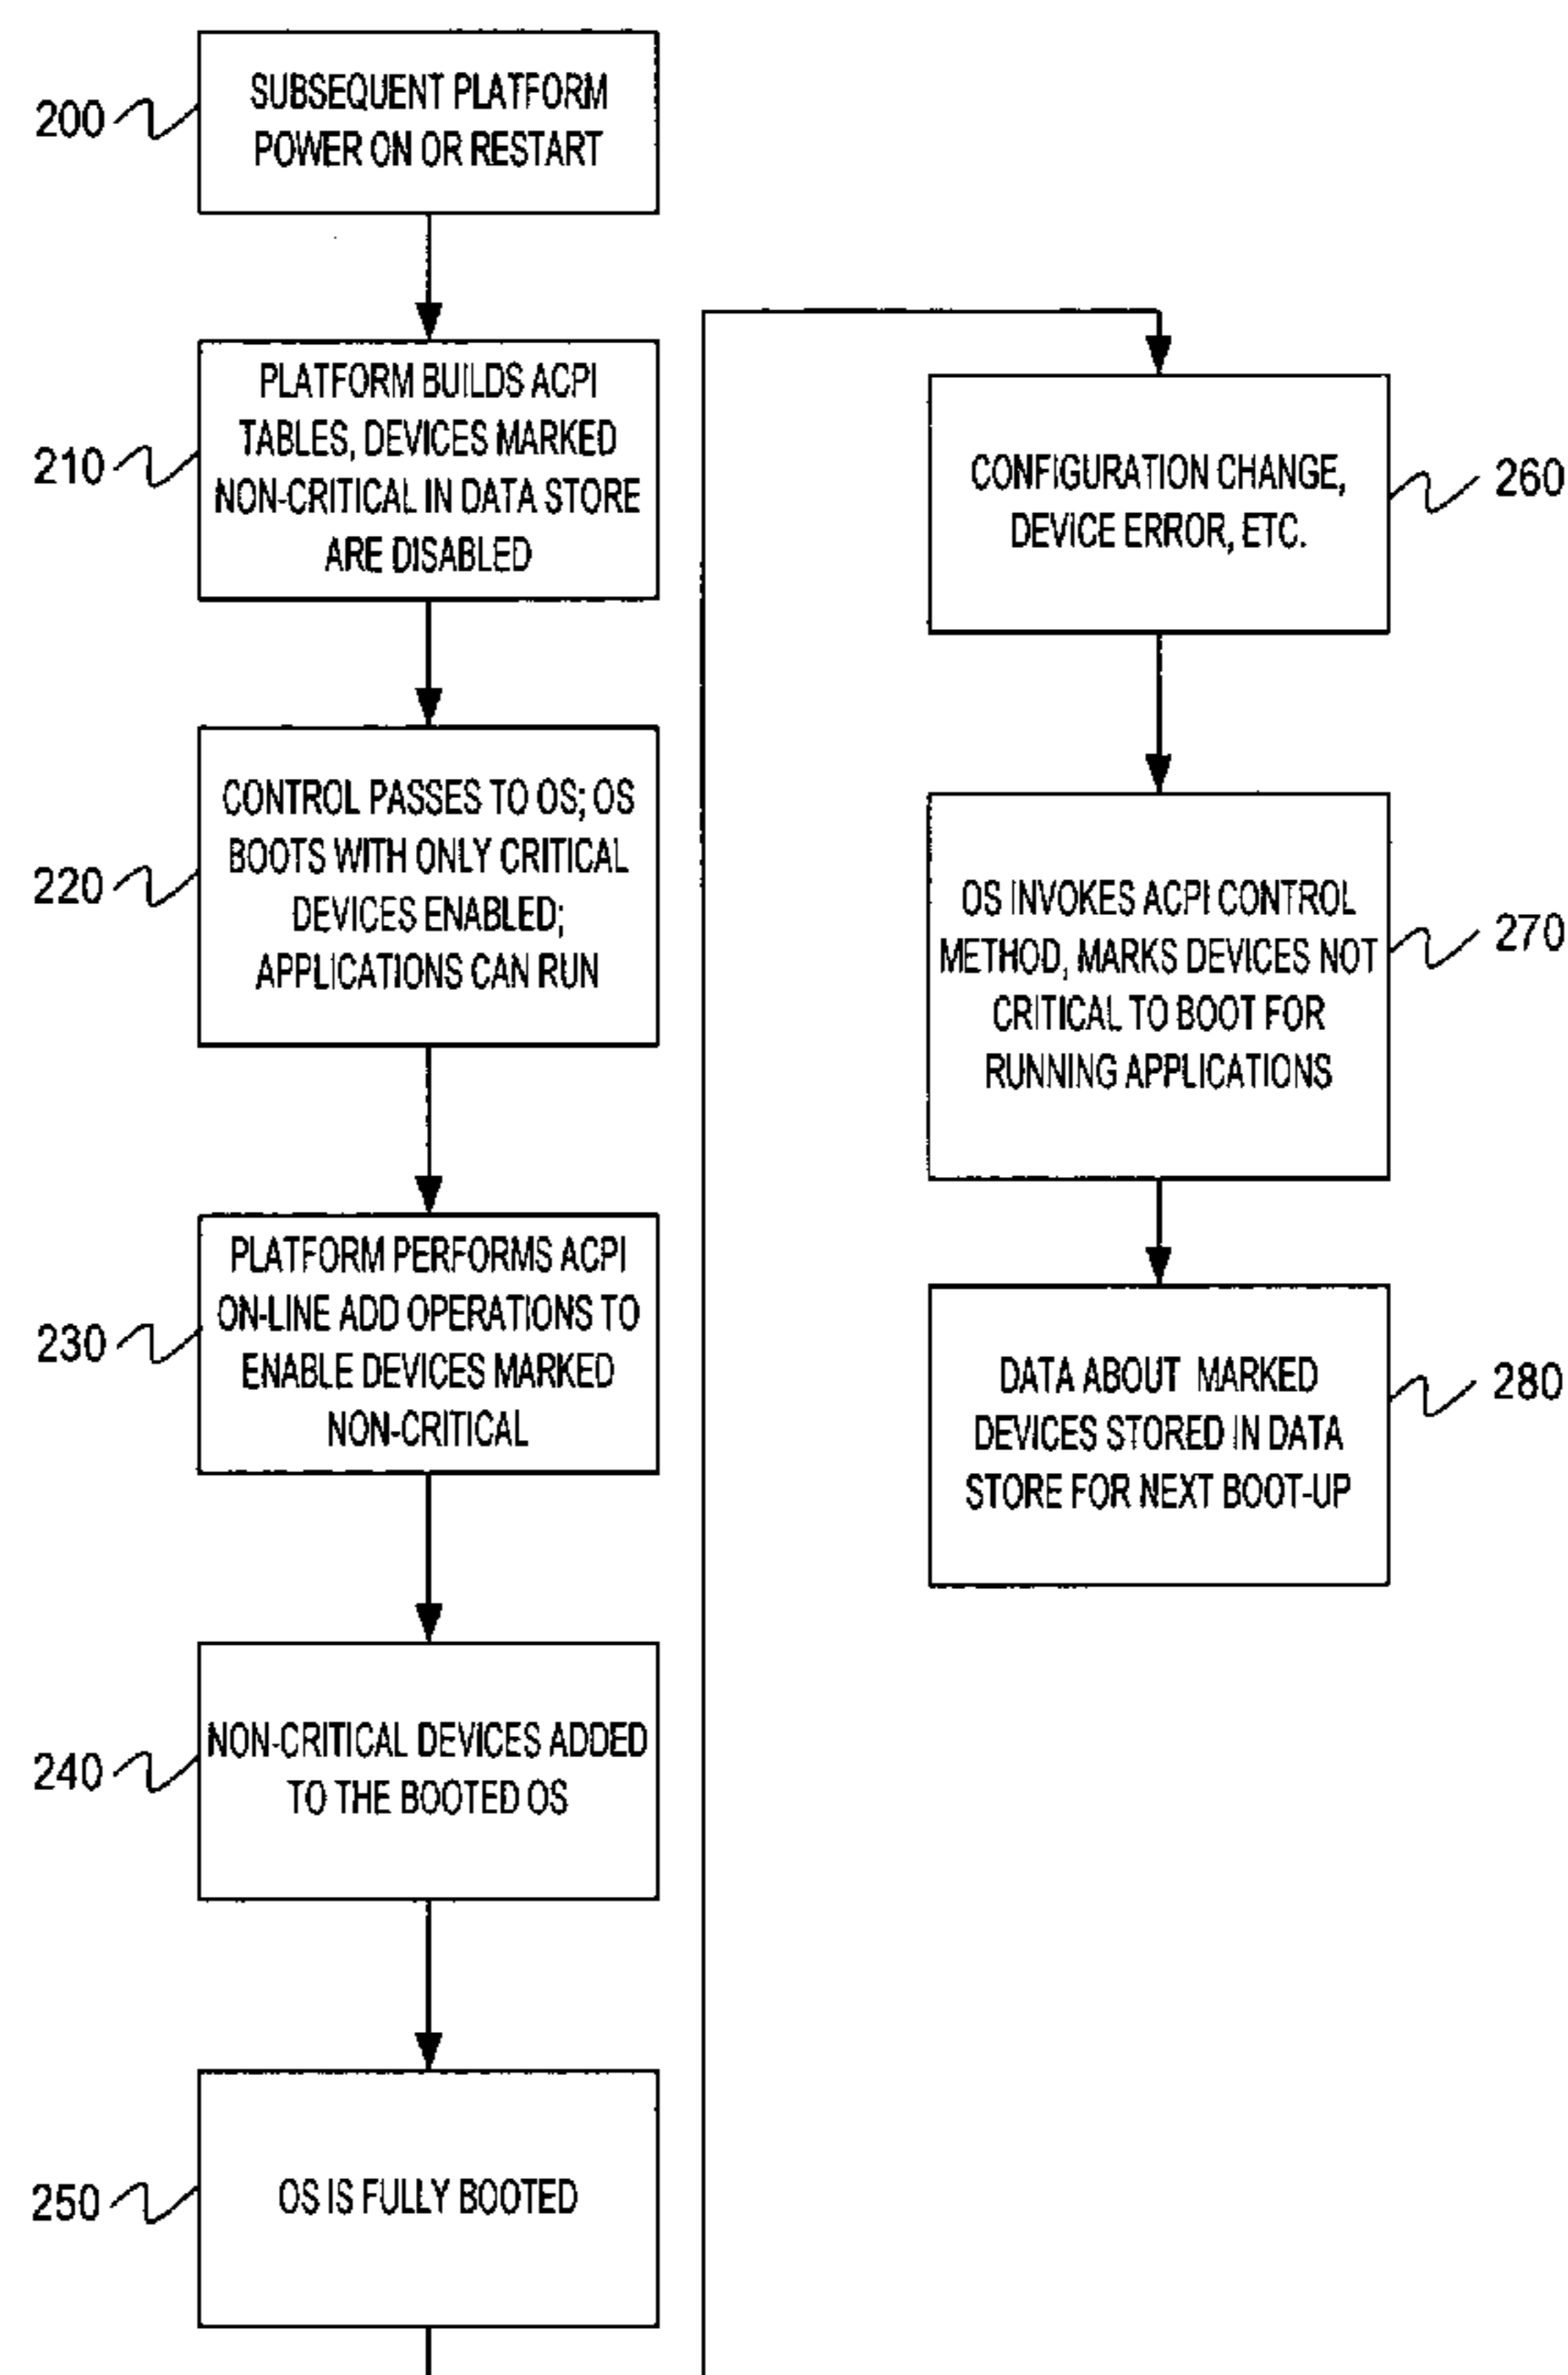 200
SUBSEQUENT PLATFORM
POWER ON OR RESTART
210
PLATFORM BUILDS ACPI
TABLES, DEVICES MARKED
NON-CRITICAL IN DATA STORE
ARE DISABLED
220
CONTROL PASSES TO OS; OS
BOOTS WITH ONLY CRITICAL
DEVICES ENABLED;
APPLICATIONS CAN RUN
230
PLATFORM PERFORMS ACPI
ON-LINE ADD OPERATIONS TO
ENABLE DEVICES MARKED
NON-CRITICAL
240
NON-CRITICAL DEVICES ADDED
TO THE BOOTED OS
250
OS IS FULLY BOOTED
CONFIGURATION CHANGE,
DEVICE ERROR, ETC.
260
OS INVOKES ACPI CONTROL
METHOD, MARKS DEVICES NOT
CRITICAL TO BOOT FOR
RUNNING APPLICATIONS
270
DATA ABOUT MARKED
DEVICES STORED IN DATA
STORE FOR NEXT BOOT-UP
280